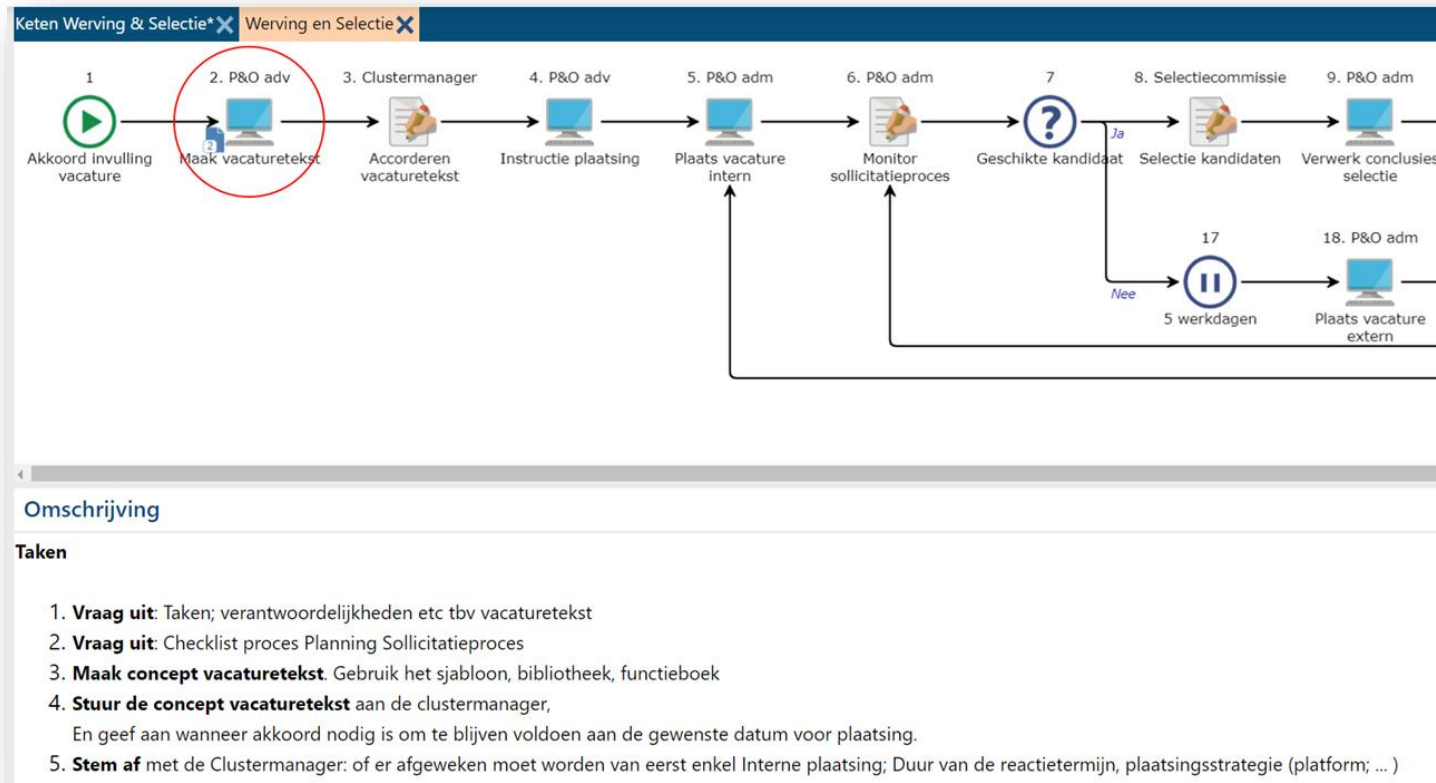 Keten Werving & Selectie*
Werving en Selectie
1
2. P&O adv
3. Clustermanager
4. P&O adv
5. P&O adm
6. P&O adm
7
8. Selectiecommissie
9. P&O adm
2
Ja
Akkoord invulling
vacature
Maak vacaturetekst
Accorderen
vacaturetekst
Instructie plaatsing
Plaats vacature
intern
Monitor
sollicitatieproces
Geschikte kandidaat
Selectie kandidaten
Verwerk conclusies
selectie
17
18. P&O adm
Nee
5 werkdagen
Plaats vacature
extern
Omschrijving
Taken
1. Vraag uit: Taken; verantwoordelijkheden etc tbv vacaturetekst
2. Vraag uit: Checklist proces Planning Sollicitatieproces
3. Maak concept vacaturetekst. Gebruik het sjabloon, bibliotheek, functieboek
4. Stuur de concept vacaturetekst aan de clustermanager,
En geef aan wanneer akkoord nodig is om te blijven voldoen aan de gewenste datum voor plaatsing.
5. Stem af met de Clustermanager: of er afgeweken moet worden van eerst enkel Interne plaatsing; Duur van de reactietermijn, plaatsingsstrategie (platform; ... )